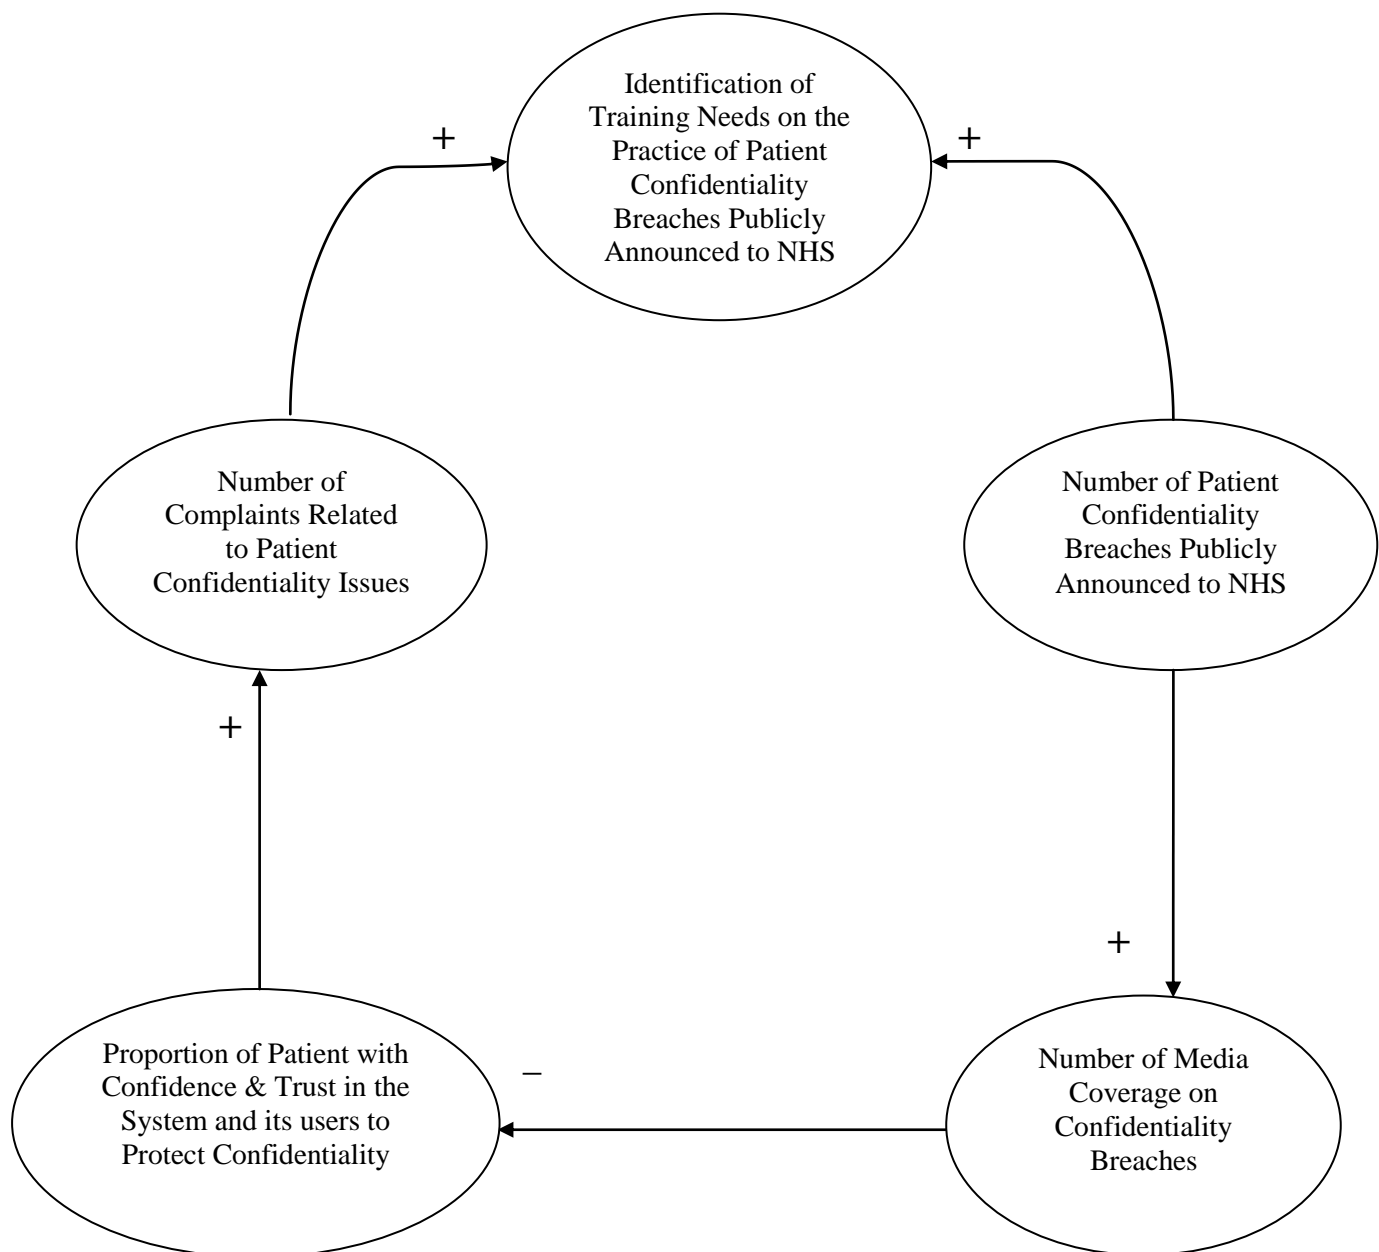 Identification of
Training Needs on the
Practice of Patient
Confidentiality
Breaches Publicly
Announced to NHS
+
+
Number of
Complaints Related
to Patient
Confidentiality Issues
Number of Patient
Confidentiality
Breaches Publicly
Announced to NHS
+
+
Proportion of Patient with
Confidence & Trust in the
System and its users to
Protect Confidentiality
–
Number of Media
Coverage on
Confidentiality
Breaches